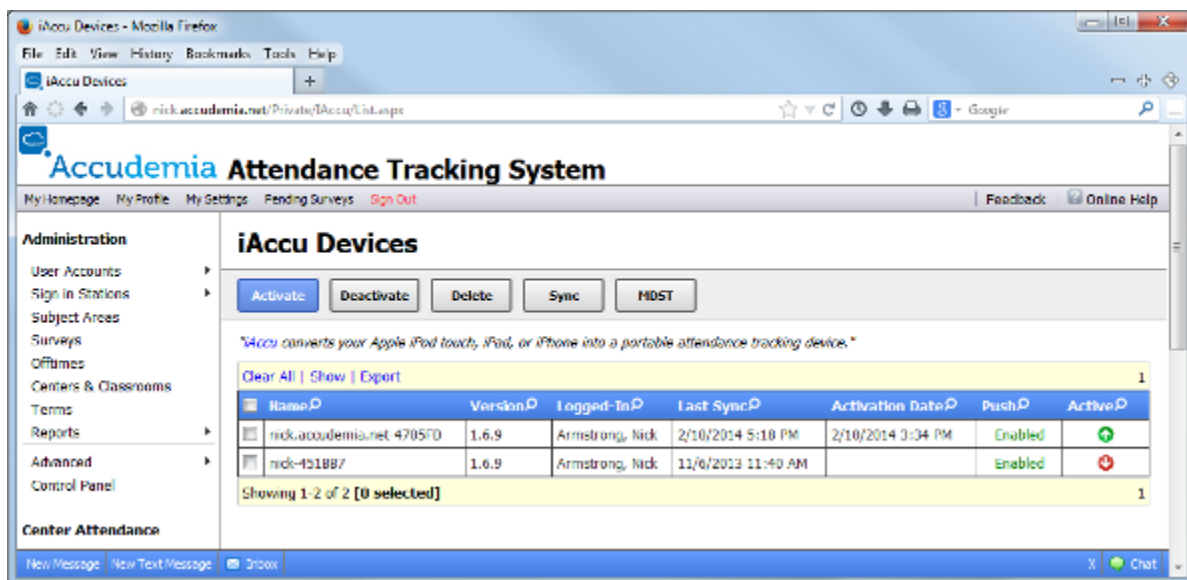 iAccu Devices - Mozilla Firefox
File Edit View History Bookmarks Tools Help
iAccu Devices +
nick.accudemia.net/Private/IAccu/List.aspx Google
Accudemia Attendance Tracking System
My Homepage My Profile My Settings Pending Surveys Sign Out | Feedback Online Help
Administration
User Accounts
Sign in Stations
Subject Areas
Surveys
Offtimes
Centers & Classrooms
Terms
Reports
Advanced
Control Panel
Center Attendance
iAccu Devices
Activate Deactivate Delete Sync MDST
"iAccu converts your Apple iPod touch, iPad, or iPhone into a portable attendance tracking device."
Clear All | Show | Export 1
Name Version Logged-In Last Sync Activation Date Push Active
nick.accudemia.net-4705FD 1.6.9 Armstrong, Nick 2/10/2014 5:18 PM 2/10/2014 3:34 PM Enabled
nick-451BB7 1.6.9 Armstrong, Nick 11/6/2013 11:40 AM Enabled
Showing 1-2 of 2 [0 selected] 1
New Message New Text Message Inbox X Chat